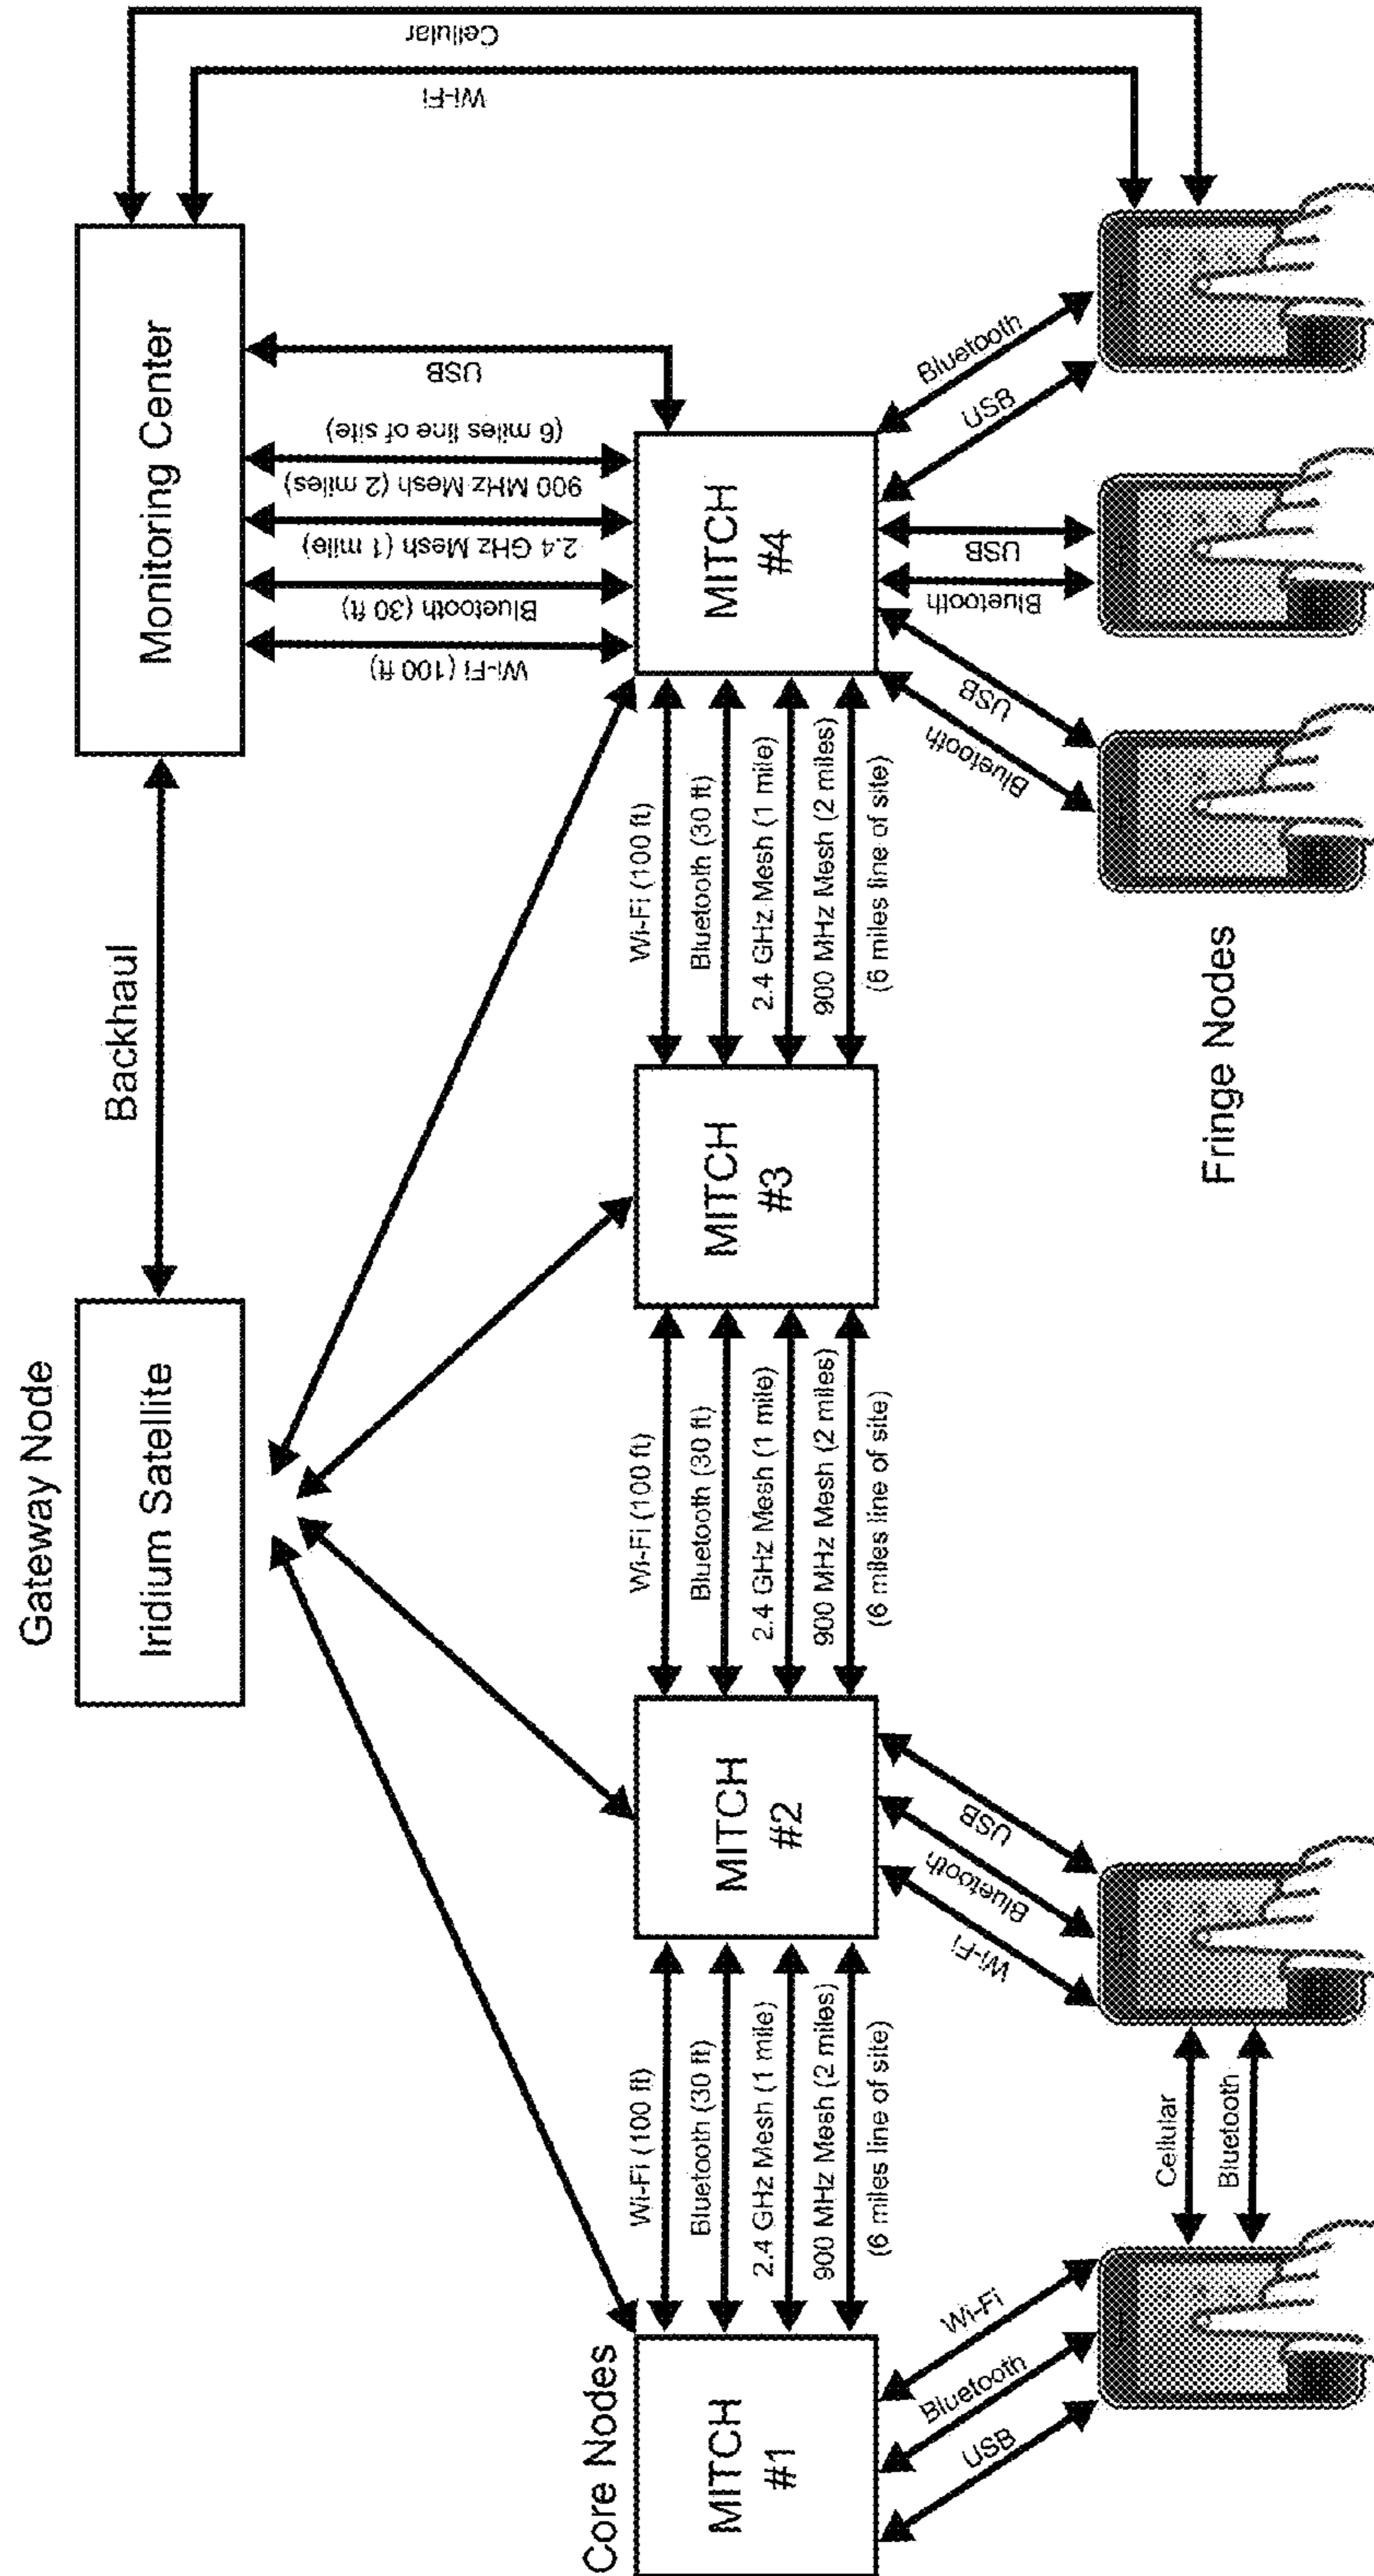 Gateway Node
Iridium Satellite
Backhaul
Monitoring Center
Cellular
Wi-Fi
Wi-Fi (100 ft)
Bluetooth (30 ft)
2.4 GHz Mesh (1 mile)
900 MHz Mesh (2 miles)
(6 miles line of site)
USB
Core Nodes
MITCH
#1
Wi-Fi (100 ft)
Bluetooth (30 ft)
2.4 GHz Mesh (1 mile)
900 MHz Mesh (2 miles)
(6 miles line of site)
MITCH
#2
Wi-Fi (100 ft)
Bluetooth (30 ft)
2.4 GHz Mesh (1 mile)
900 MHz Mesh (2 miles)
(6 miles line of site)
MITCH
#3
Wi-Fi (100 ft)
Bluetooth (30 ft)
2.4 GHz Mesh (1 mile)
900 MHz Mesh (2 miles)
(6 miles line of site)
MITCH
#4
USB
Bluetooth
Wi-Fi
Wi-Fi
Bluetooth
USB
Bluetooth
USB
Bluetooth
USB
USB
Bluetooth
Cellular
Bluetooth
Fringe Nodes